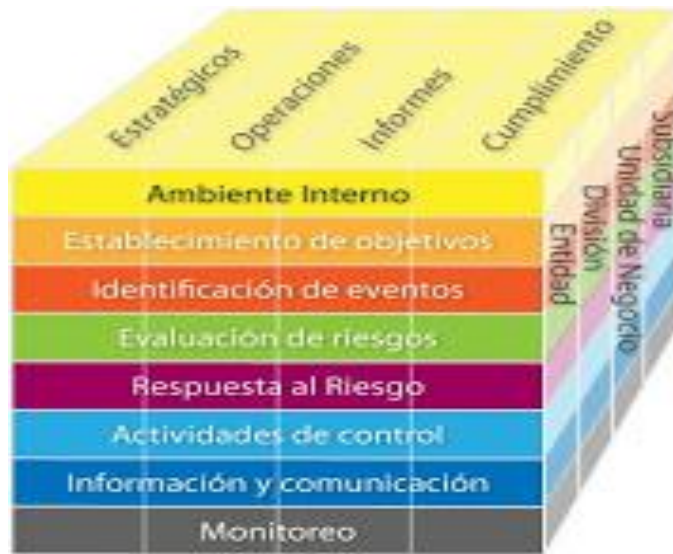 Estratégicos
Operaciones
Informes
Cumplimiento
Ambiente Interno
Establecimiento de objetivos
Identificación de eventos
Evaluación de riesgos
Respuesta al Riesgo
Actividades de control
Información y comunicación
Monitoreo
Entidad
División
Unidad de Negocio
Subsidiaria